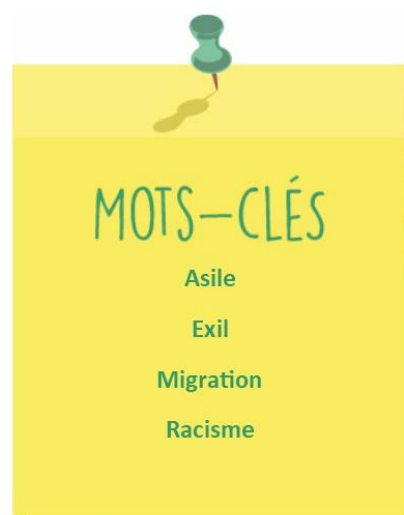 MOTS–CLÉS
Asile
Exil
Migration
Racisme